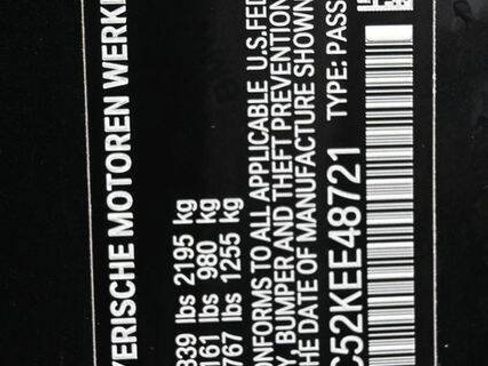 YERISCHE MOTOREN WERKE
839 lbs 2195 kg
161 lbs 980 kg
767 lbs 1255 kg
ONFORMS TO ALL APPLICABLE U.S.FED
Y, BUMPER AND THEFT PREVENTION
HE DATE OF MANUFACTURE SHOWN
C52KEE48721 TYPE: PASS